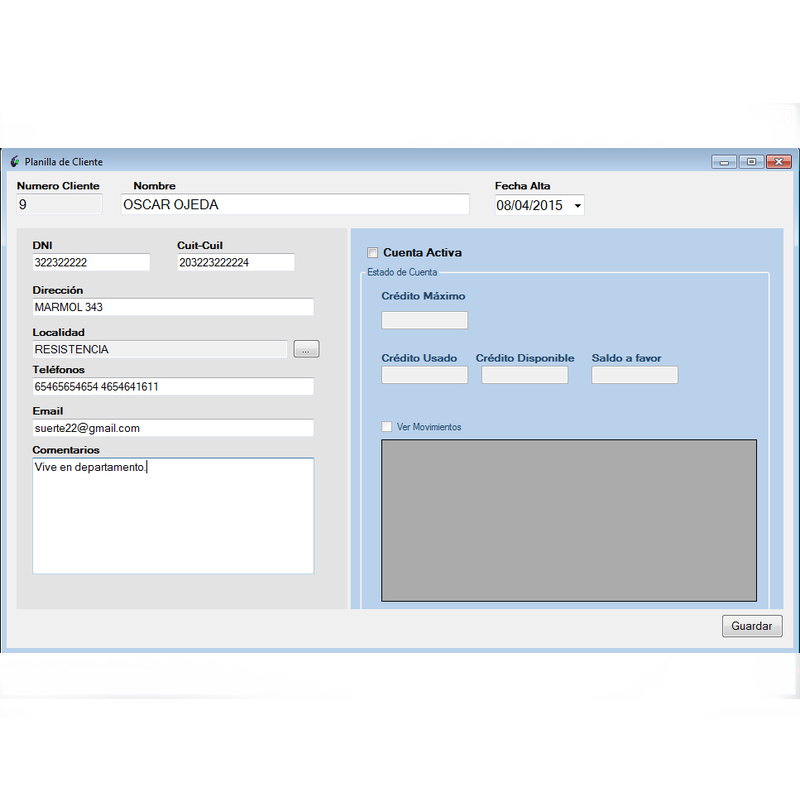 Planilla de Cliente
Numero Cliente Nombre Fecha Alta
9 OSCAR OJEDA 08/04/2015
DNI Cuit-Cuil
322322222 203223222224
Dirección
MARMOL 343
Localidad
RESISTENCIA ...
Teléfonos
65465654654 4654641611
Email
suerte22@gmail.com
Comentarios
Vive en departamento.
Cuenta Activa
Estado de Cuenta
Crédito Máximo
Crédito Usado Crédito Disponible Saldo a favor
Ver Movimientos
Guardar